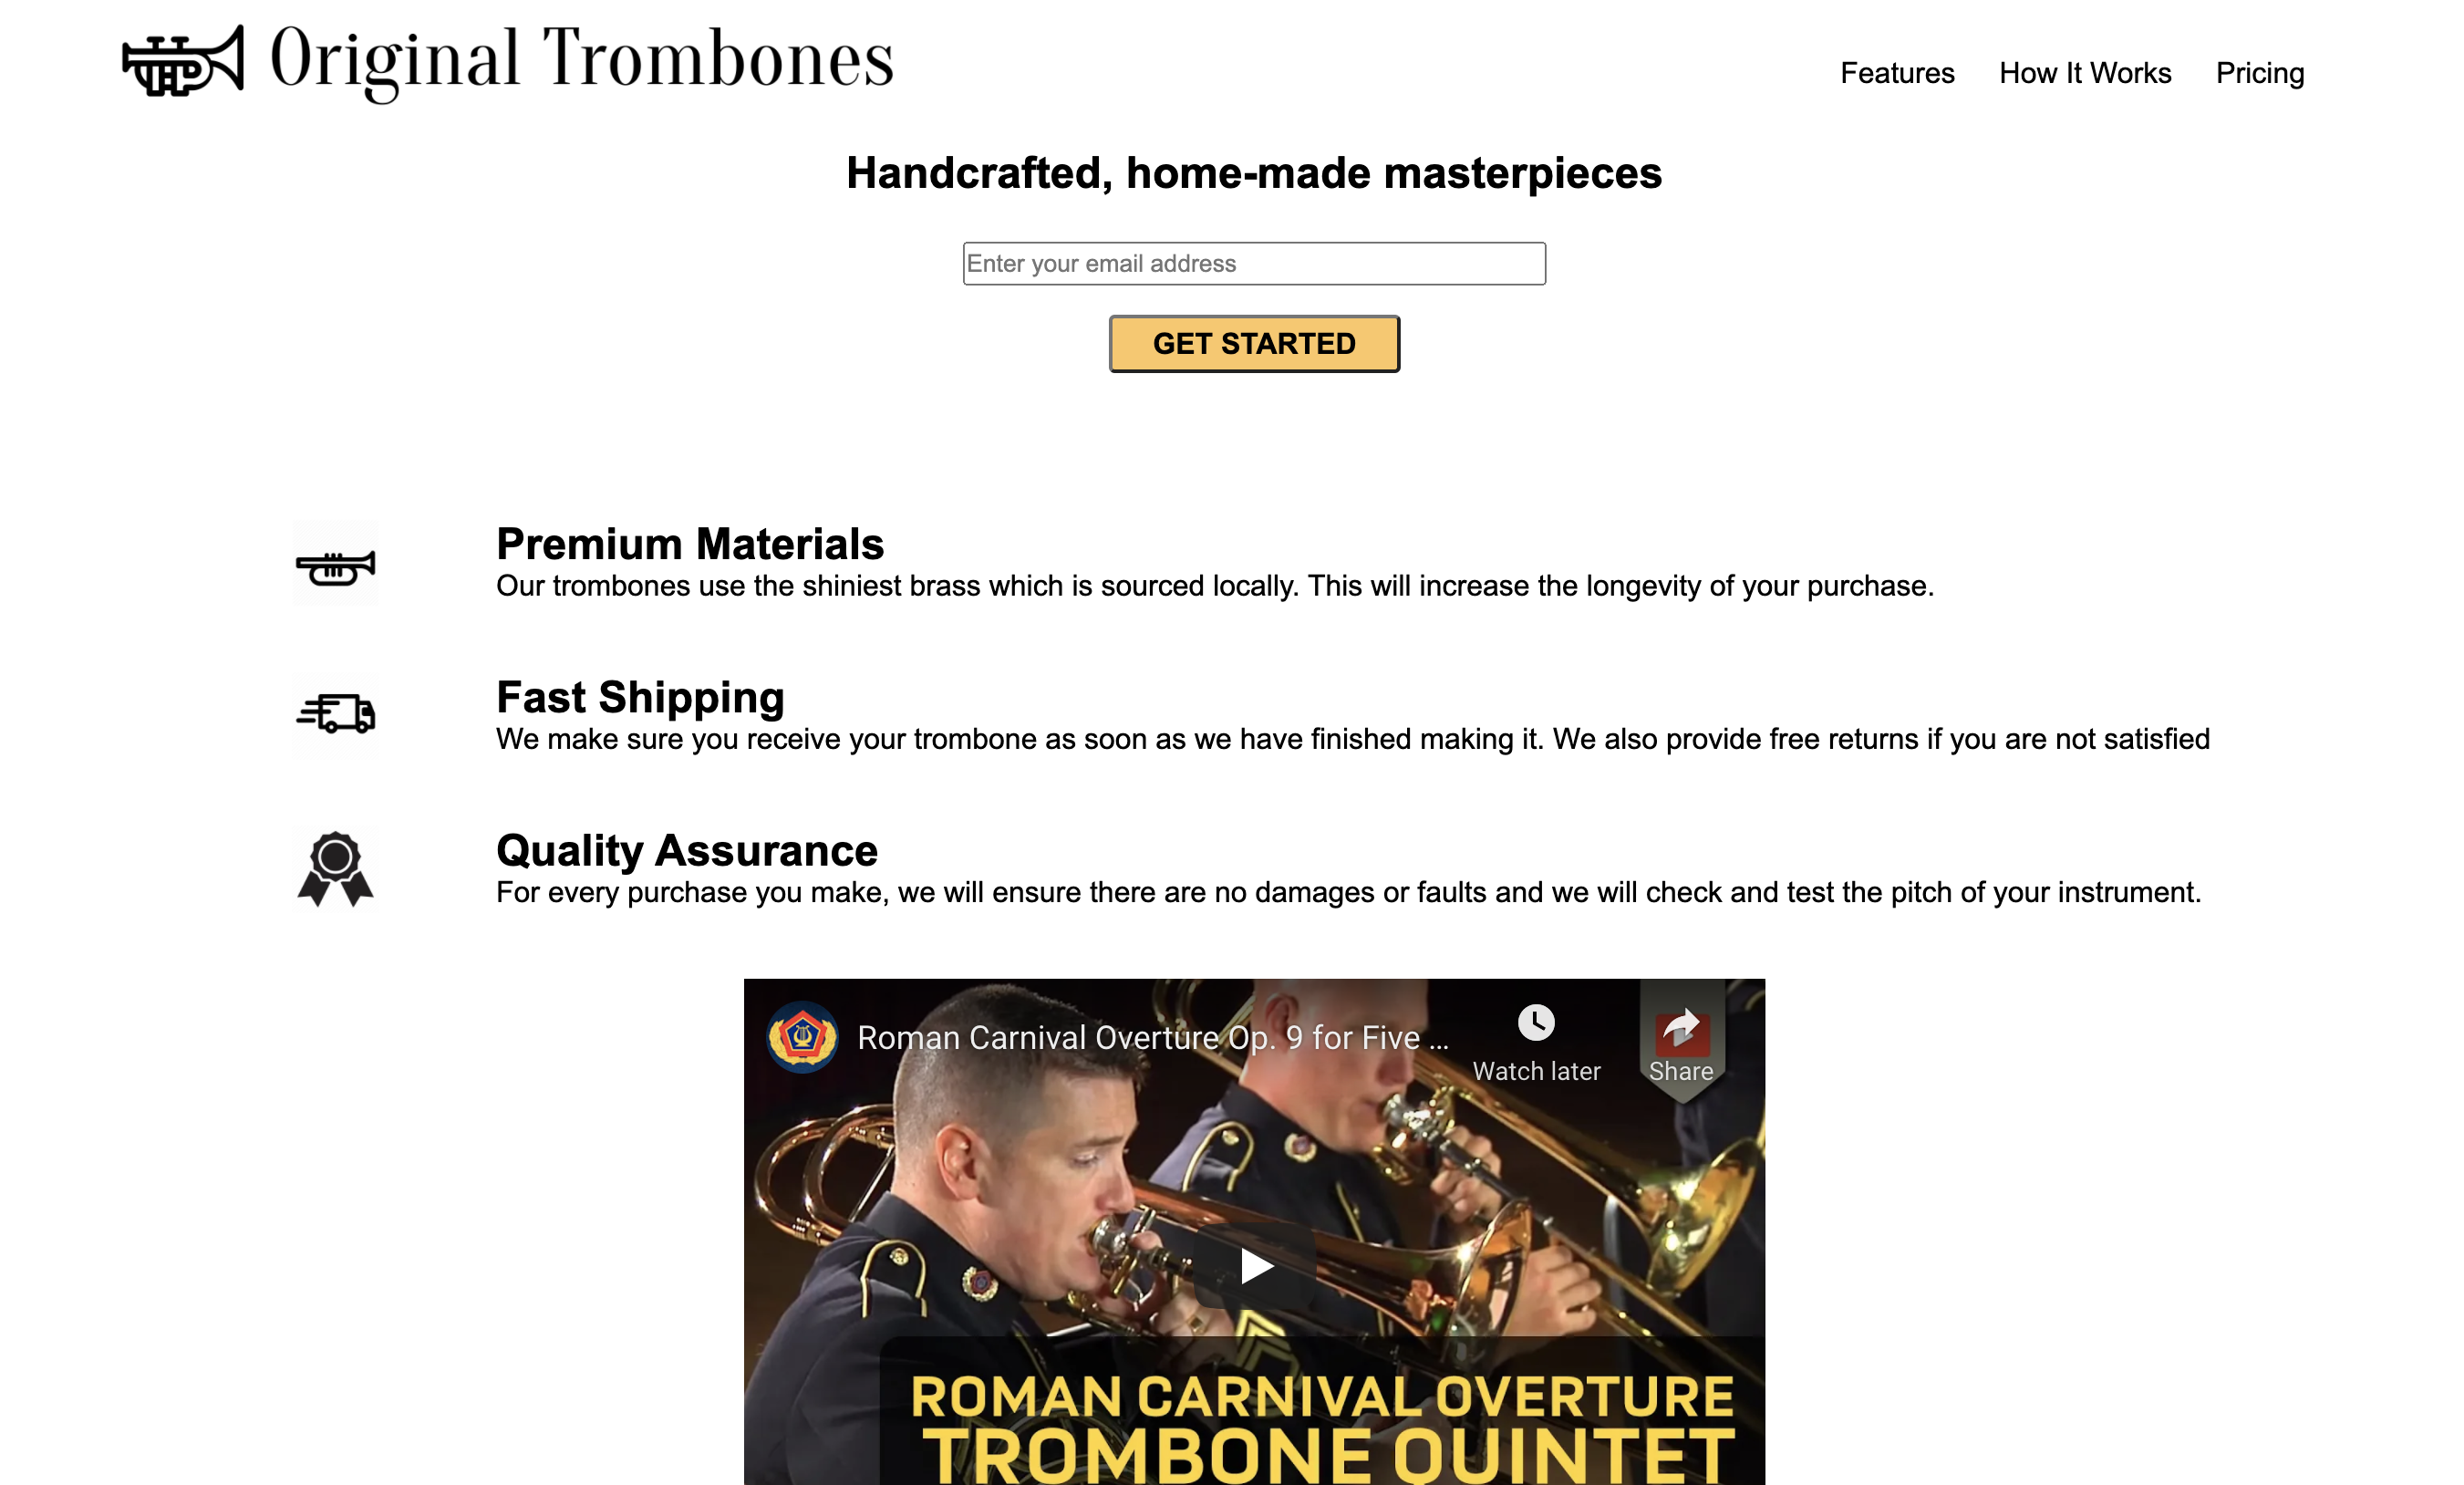 Original Trombones
Features How It Works Pricing
Handcrafted, home-made masterpieces
Enter your email address
GET STARTED
Premium Materials
Our trombones use the shiniest brass which is sourced locally. This will increase the longevity of your purchase.
Fast Shipping
We make sure you receive your trombone as soon as we have finished making it. We also provide free returns if you are not satisfied
Quality Assurance
For every purchase you make, we will ensure there are no damages or faults and we will check and test the pitch of your instrument.
Roman Carnival Overture Op. 9 for Five ...
Watch later
Share
ROMAN CARNIVAL OVERTURE
TROMBONE QUINTET